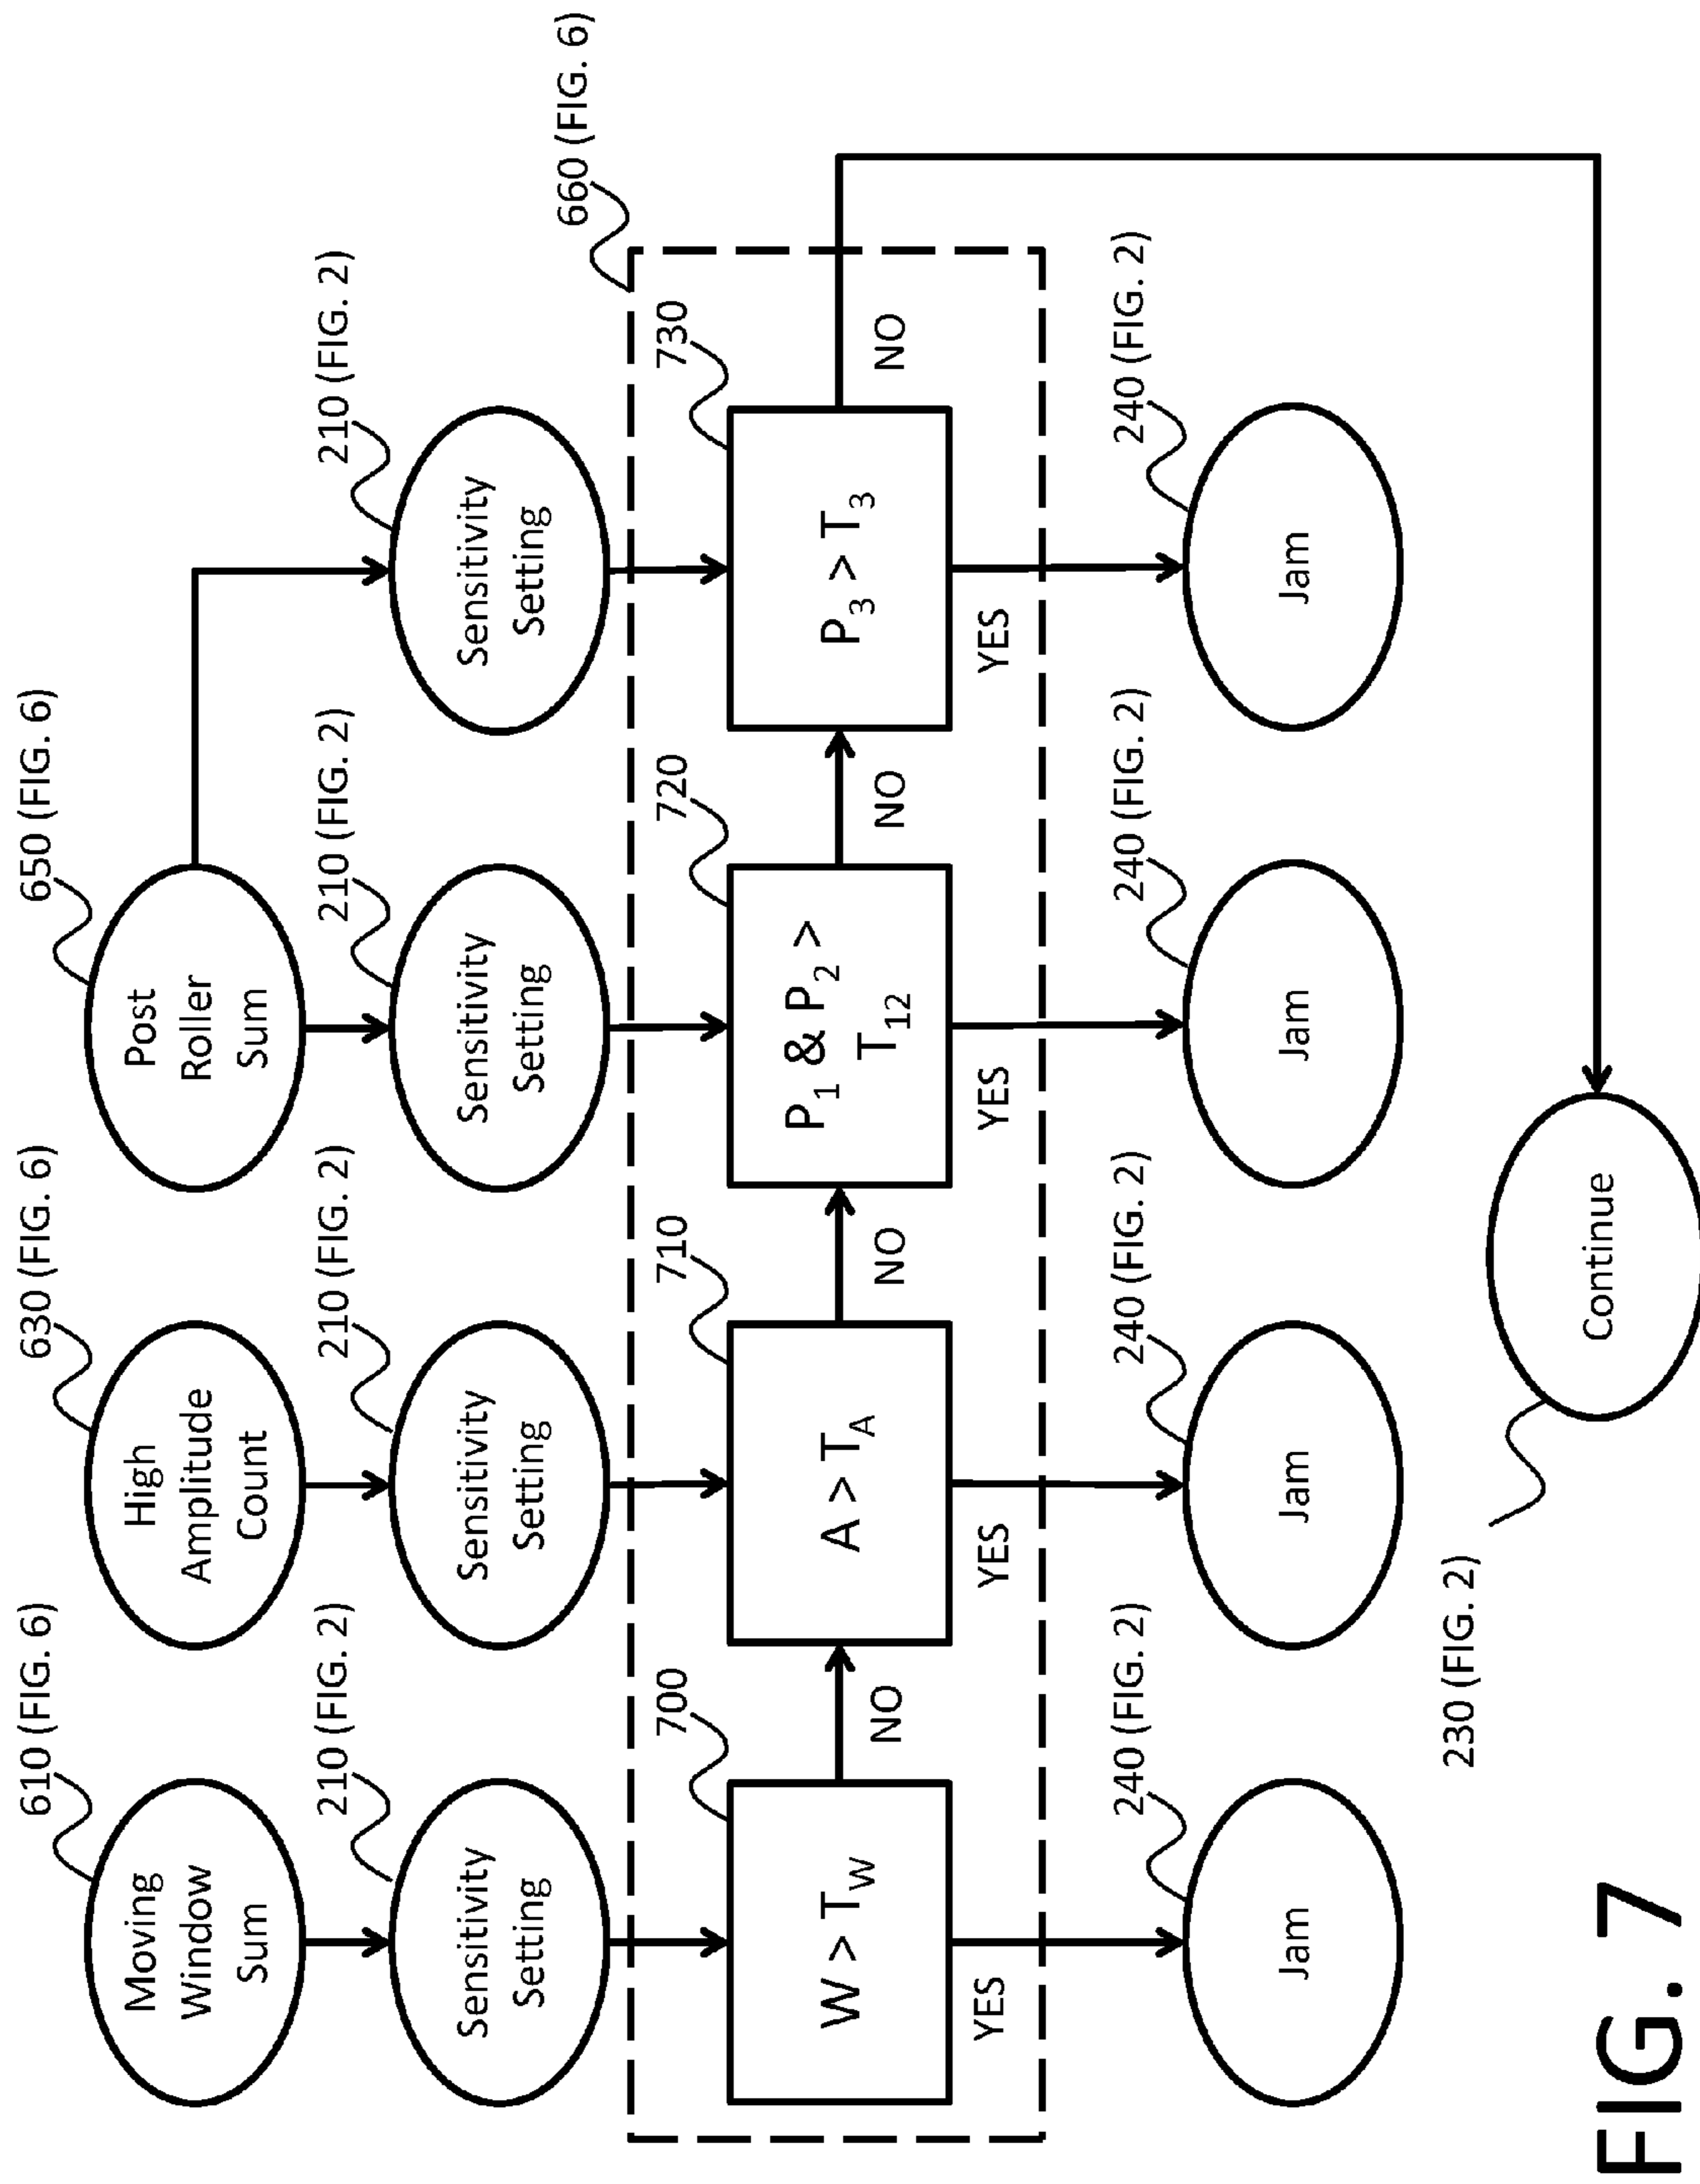 610 (FIG. 6)
630 (FIG. 6)
650 (FIG. 6)
Moving
Window
Sum
High
Amplitude
Count
Post
Roller
Sum
210 (FIG. 2)
210 (FIG. 2)
210 (FIG. 2)
210 (FIG. 2)
Sensitivity
Setting
Sensitivity
Setting
Sensitivity
Setting
Sensitivity
Setting
660 (FIG. 6)
700
710
720
730
W > T_W
NO
A > T_A
NO
P_1 & P_2 >
T_12
NO
P_3 > T_3
NO
YES
YES
YES
YES
240 (FIG. 2)
240 (FIG. 2)
240 (FIG. 2)
240 (FIG. 2)
Jam
Jam
Jam
Jam
230 (FIG. 2)
Continue
FIG. 7